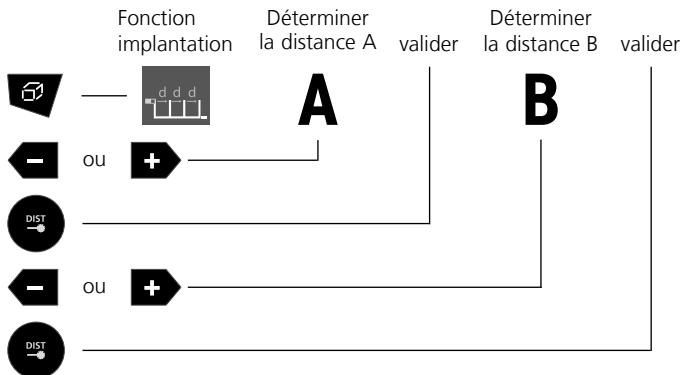 Fonction
implantation
Déterminer
la distance A
valider
Déterminer
la distance B
valider
d d d
A
B
- ou +
DIST
- ou +
DIST